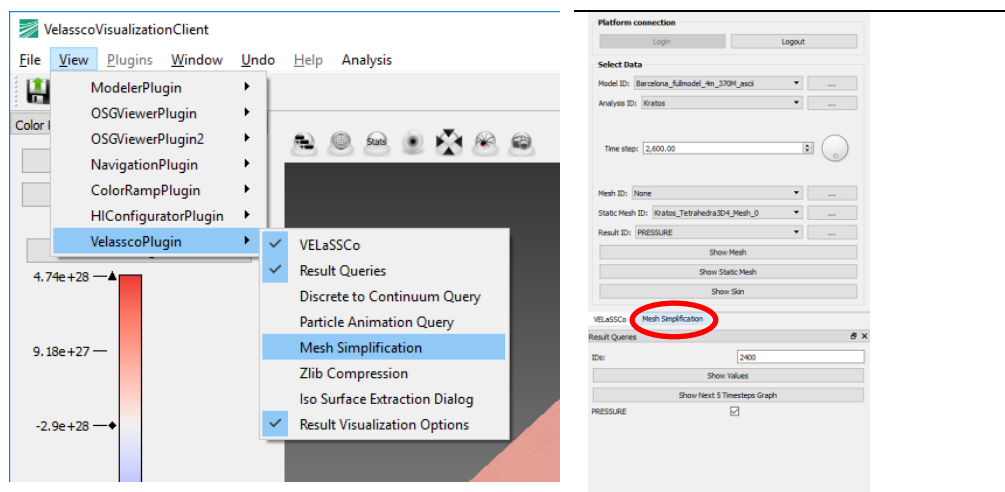 VelasscoVisualizationClient
File View Plugins Window Undo Help Analysis
ModelerPlugin
OSGViewerPlugin
OSGViewerPlugin2
NavigationPlugin
ColorRampPlugin
HIConfiguratorPlugin
VelasscoPlugin
Color
Stats
VELaSSCo
Result Queries
Discrete to Continuum Query
Particle Animation Query
Mesh Simplification
Zlib Compression
Iso Surface Extraction Dialog
Result Visualization Options
4.74e+28
9.18e+27
-2.9e+28
Platform connection
Login Logout
Select Data
Model ID: Barcelona_fullmodel_4m_370M_ascii ...
Analysis ID: Kratos ...
Time step: 2,600.00
Mesh ID: None ...
Static Mesh ID: Kratos_Tetrahedra3D4_Mesh_0 ...
Result ID: PRESSURE ...
Show Mesh
Show Static Mesh
Show Skin
VELaSSCo Mesh Simplification
Result Queries
IDs: 2400
Show Values
Show Next 5 Timesteps Graph
PRESSURE